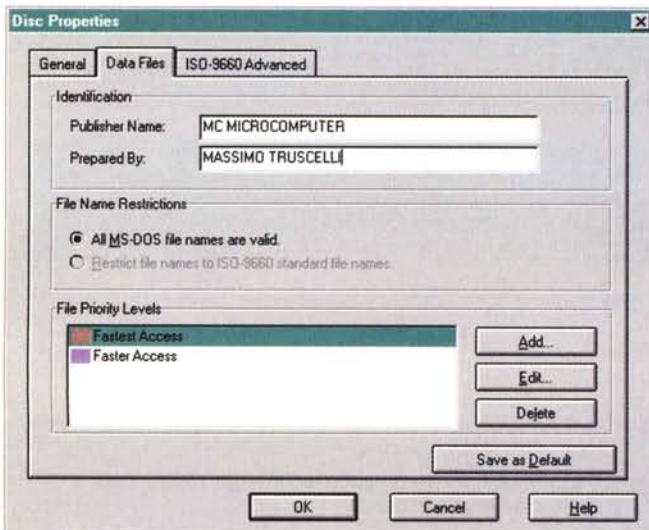 Disc Properties
General Data Files ISO-9660 Advanced
Identification
Publisher Name: MC MICROCOMPUTER
Prepared By: MASSIMO TRUSCELLI
File Name Restrictions
All MS-DOS file names are valid.
Restrict file names to ISO-9660 standard file names.
File Priority Levels
Fastest Access
Faster Access
Add...
Edit...
Delete
Save as Default
OK Cancel Help